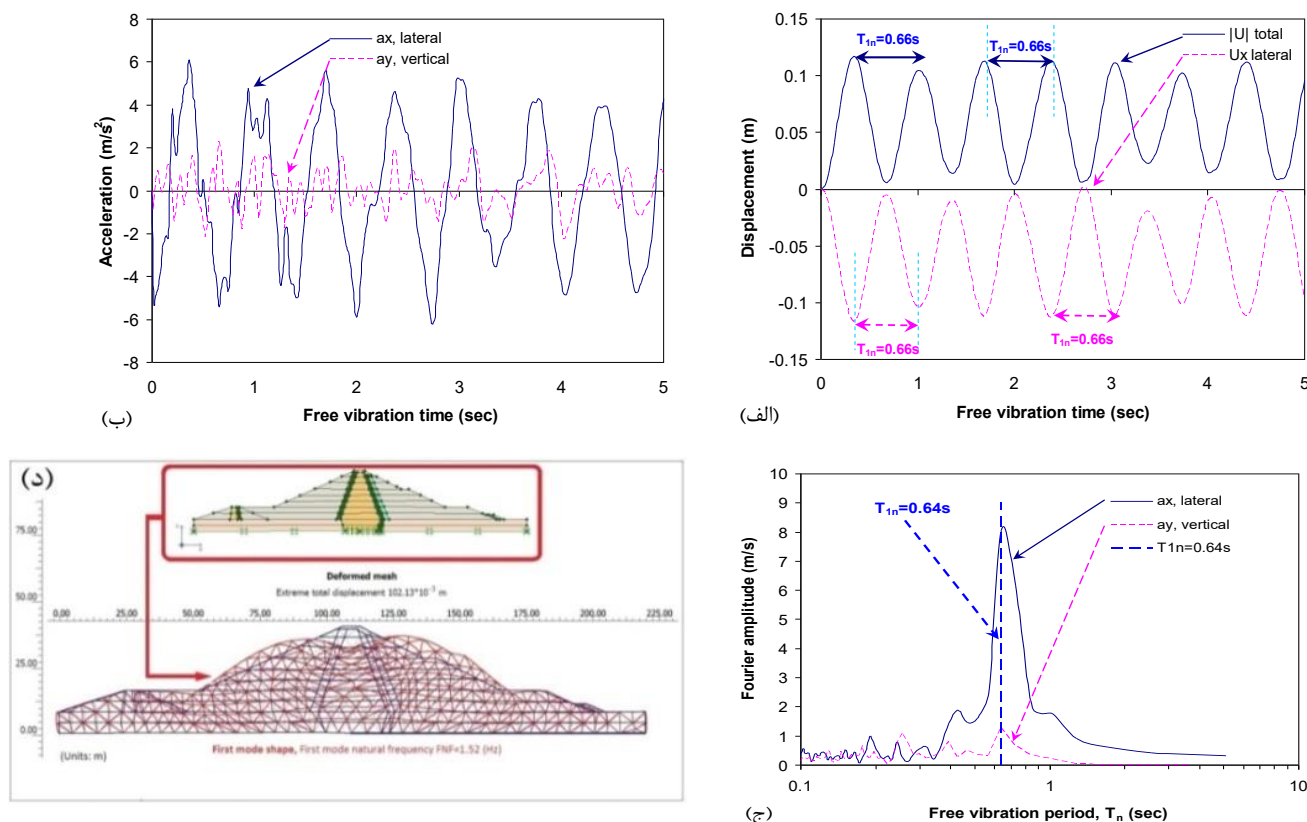 8
6
4
2
0
-2
-4
-6
-8
Acceleration (m/s²)
ax, lateral
ay, vertical
0 1 2 3 4 5
Free vibration time (sec)
(ب)
0.15
0.1
0.05
0
-0.05
-0.1
-0.15
Displacement (m)
T1n=0.66s
T1n=0.66s
|U| total
Ux lateral
T1n=0.66s
T1n=0.66s
0 1 2 3 4 5
Free vibration time (sec)
(الف)
(د)
75.00
50.00
25.00
0.00
Deformed mesh
Extreme total displacement 102.13*10⁻³ m
0.00 25.00 50.00 75.00 100.00 125.00 150.00 175.00 200.00 225.00
First mode shape, First mode natural frequency FNF=1.52 (Hz)
(Units: m)
10
9
8
7
6
5
4
3
2
1
0
Fourier amplitude (m/s)
T1n=0.64s
ax, lateral
ay, vertical
T1n=0.64s
0.1 1 10
Free vibration period, Tn (sec)
(ج)